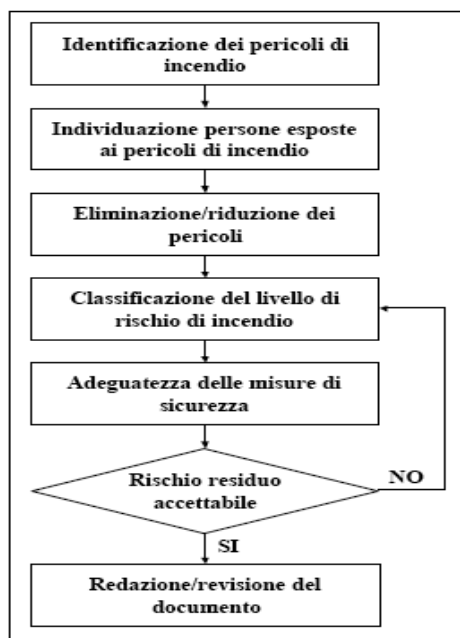 Identificazione dei pericoli di
incendio
Individuazione persone esposte
ai pericoli di incendio
Eliminazione/riduzione dei
pericoli
Classificazione del livello di
rischio di incendio
Adeguatezza delle misure di
sicurezza
Rischio residuo
accettabile
NO
SI
Redazione/revisione del
documento